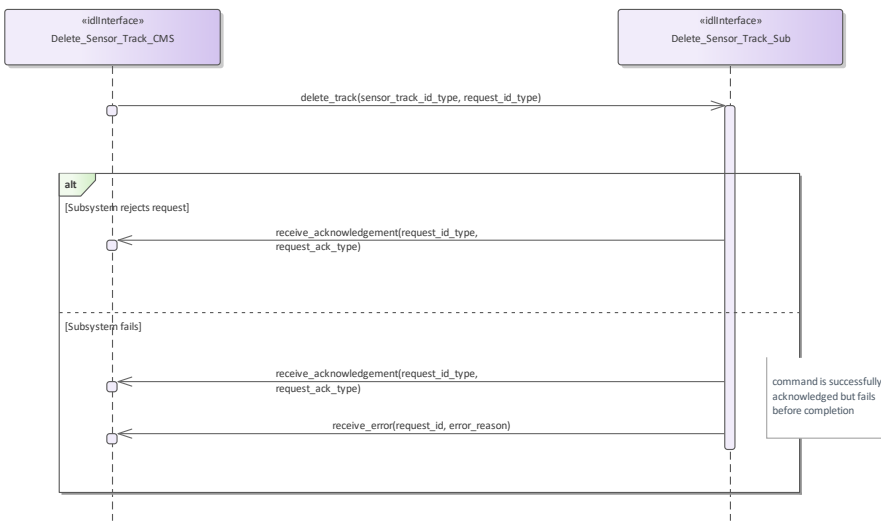 «idlInterface»
Delete_Sensor_Track_CMS
«idlInterface»
Delete_Sensor_Track_Sub
delete_track(sensor_track_id_type, request_id_type)
alt
[Subsystem rejects request]
receive_acknowledgement(request_id_type,
request_ack_type)
[Subsystem fails]
receive_acknowledgement(request_id_type,
request_ack_type)
command is successfully
acknowledged but fails
before completion
receive_error(request_id, error_reason)